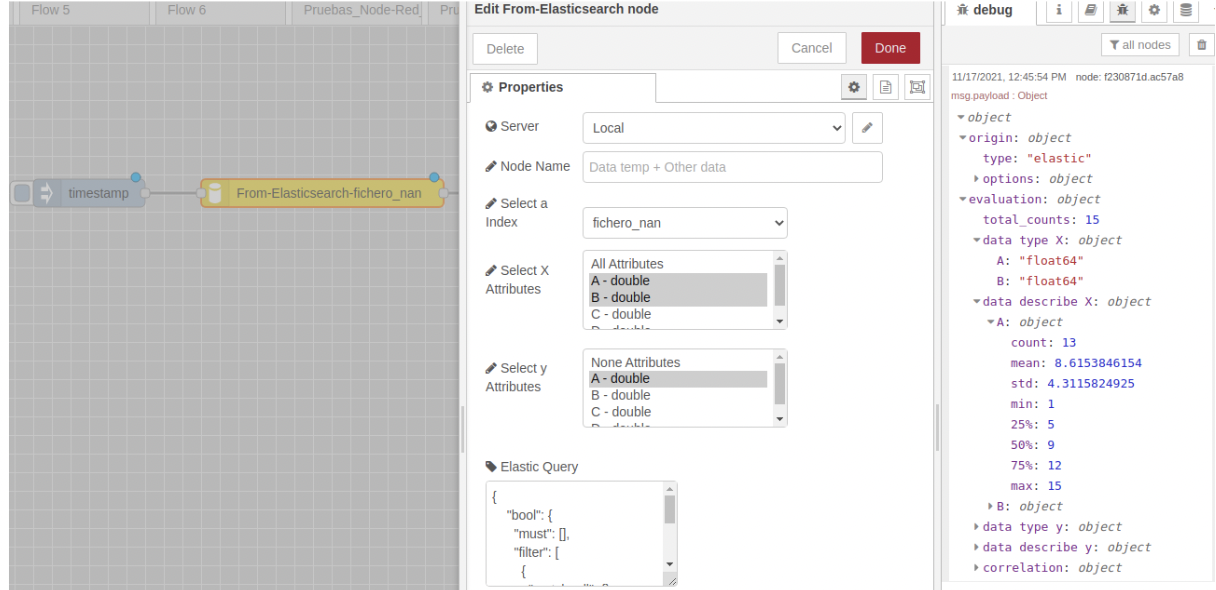 Flow 5
Flow 6
Pruebas_Node-Red
Pru
timestamp
From-Elasticsearch-fichero_nan
Edit From-Elasticsearch node
Delete
Cancel
Done
Properties
Server
Local
Node Name
Data temp + Other data
Select a
Index
fichero_nan
Select X
Attributes
All Attributes
A - double
B - double
C - double
D - double
Select y
Attributes
None Attributes
A - double
B - double
C - double
D - double
Elastic Query
{
"bool": {
"must": [],
"filter": [
{
debug
i
all nodes
11/17/2021, 12:45:54 PM node: f230871d.ac57a8
msg.payload : Object
object
origin: object
type: "elastic"
options: object
evaluation: object
total_counts: 15
data type X: object
A: "float64"
B: "float64"
data describe X: object
A: object
count: 13
mean: 8.6153846154
std: 4.3115824925
min: 1
25%: 5
50%: 9
75%: 12
max: 15
B: object
data type y: object
data describe y: object
correlation: object